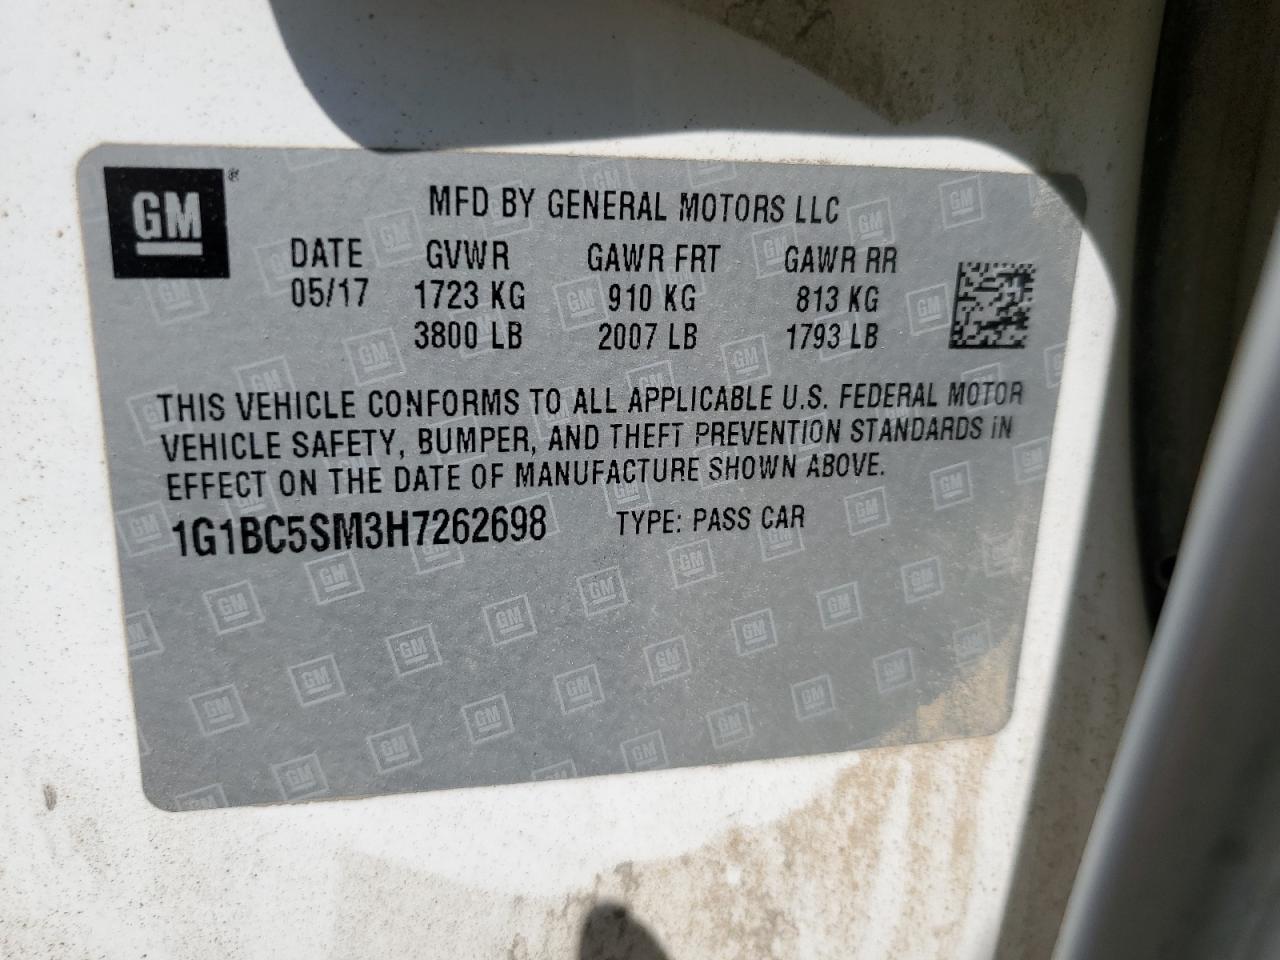 GM ®
MFD BY GENERAL MOTORS LLC
DATE GVWR GAWR FRT GAWR RR
05/17 1723 KG 910 KG 813 KG
3800 LB 2007 LB 1793 LB
THIS VEHICLE CONFORMS TO ALL APPLICABLE U.S. FEDERAL MOTOR
VEHICLE SAFETY, BUMPER, AND THEFT PREVENTION STANDARDS IN
EFFECT ON THE DATE OF MANUFACTURE SHOWN ABOVE.
1G1BC5SM3H7262698 TYPE: PASS CAR